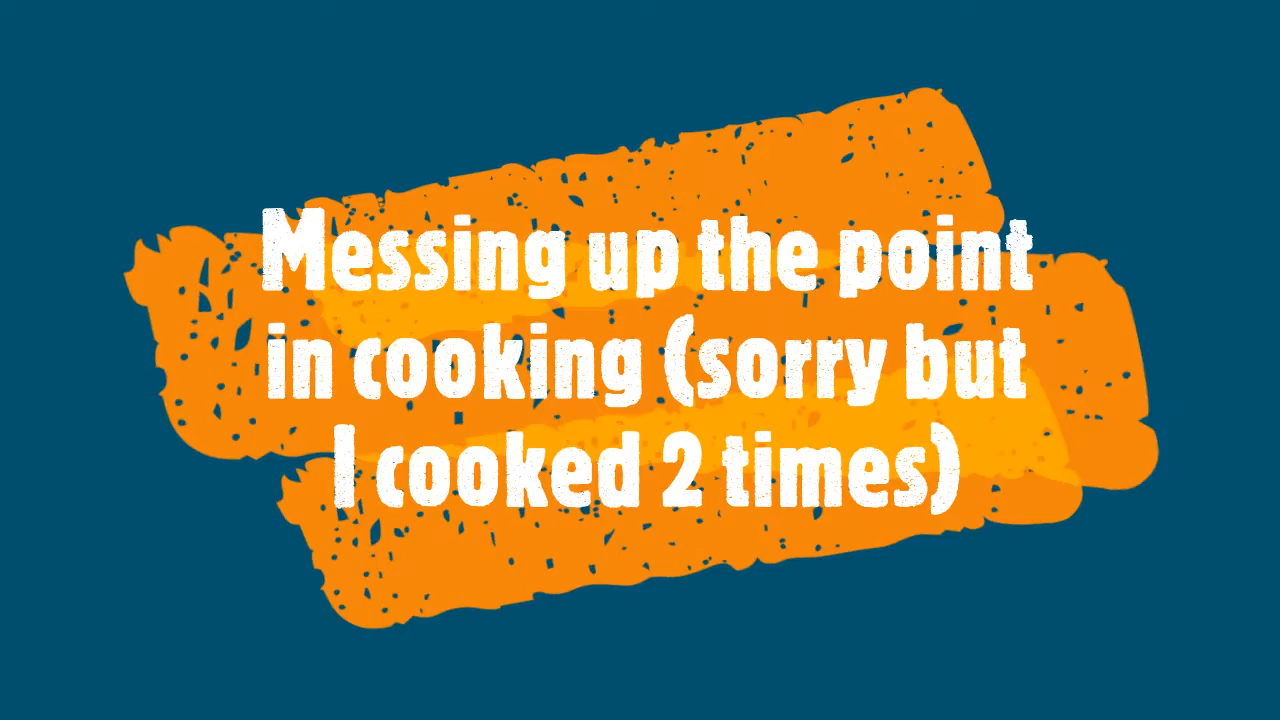 Messing up the point
in cooking (sorry but
I cooked 2 times)